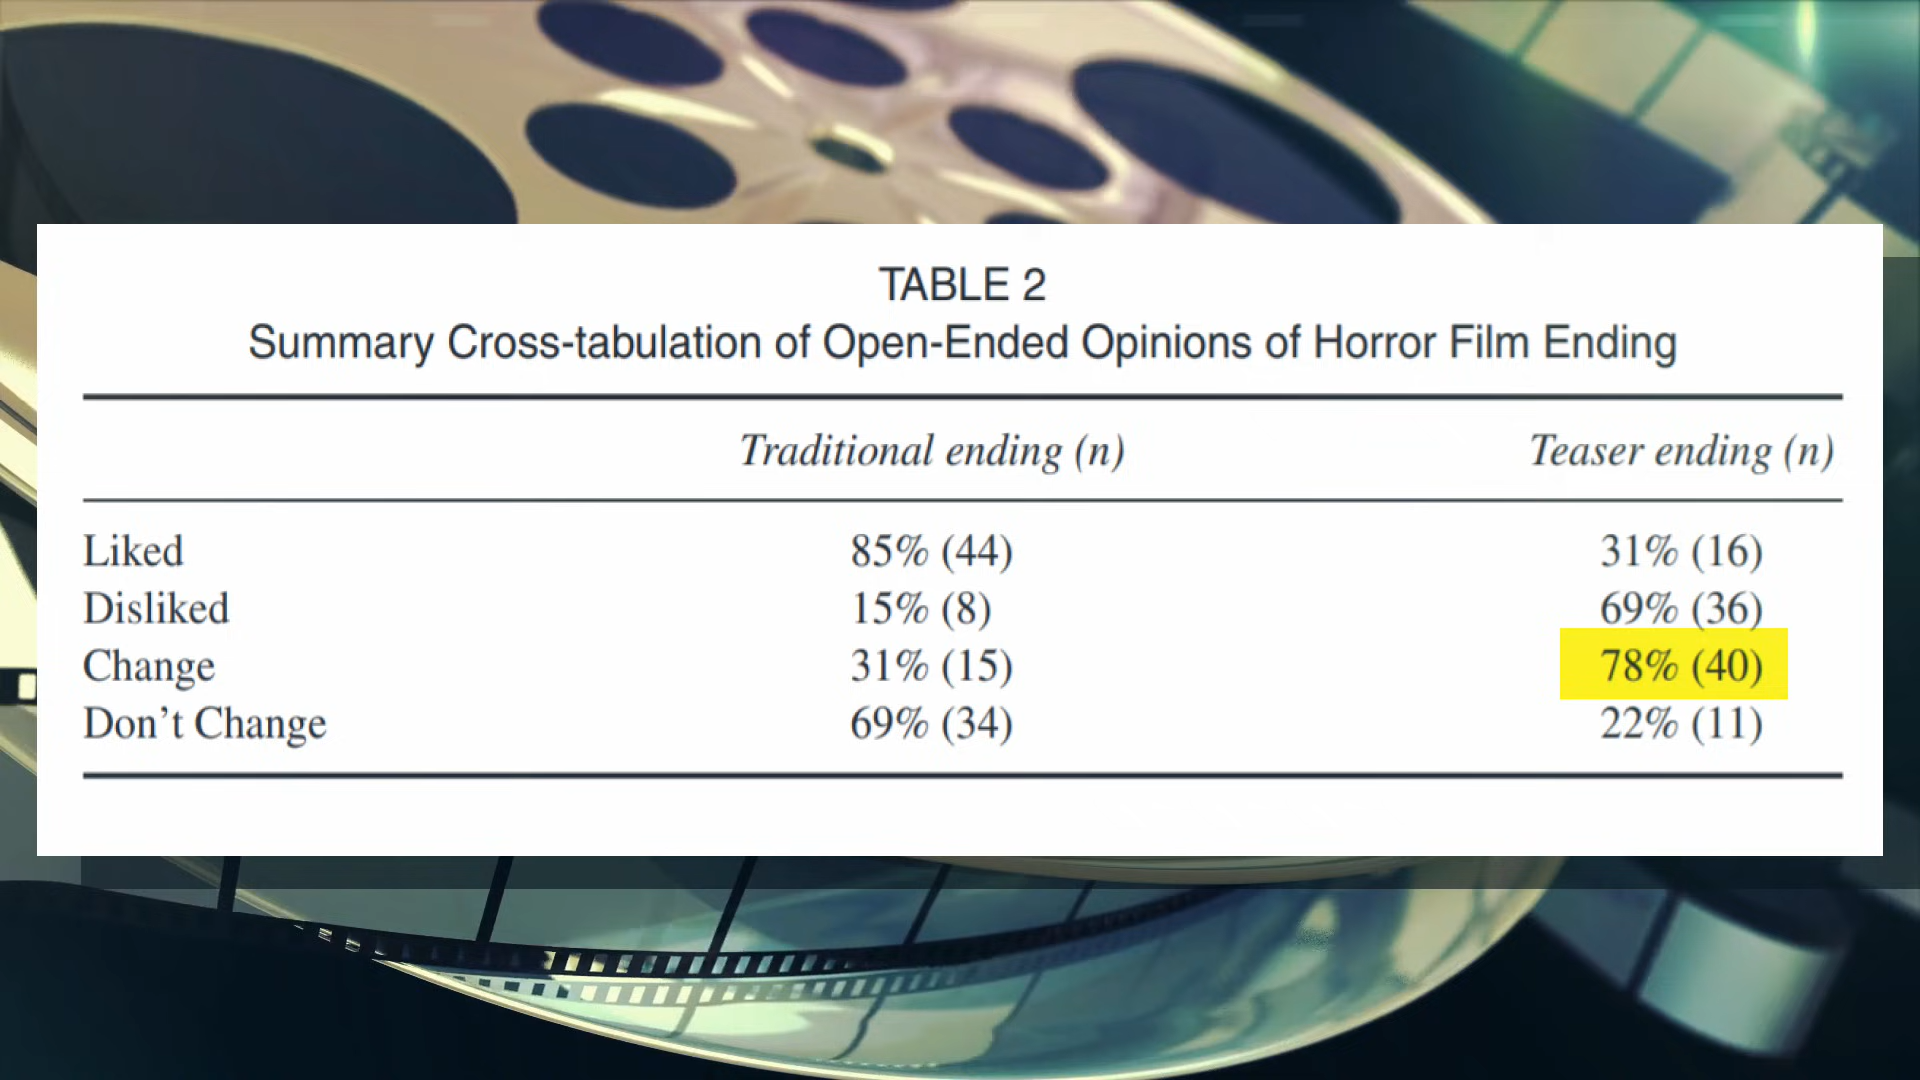 TABLE 2
Summary Cross-tabulation of Open-Ended Opinions of Horror Film Ending
Traditional ending (n) Teaser ending (n)
Liked 85% (44) 31% (16)
Disliked 15% (8) 69% (36)
Change 31% (15) 78% (40)
Don't Change 69% (34) 22% (11)